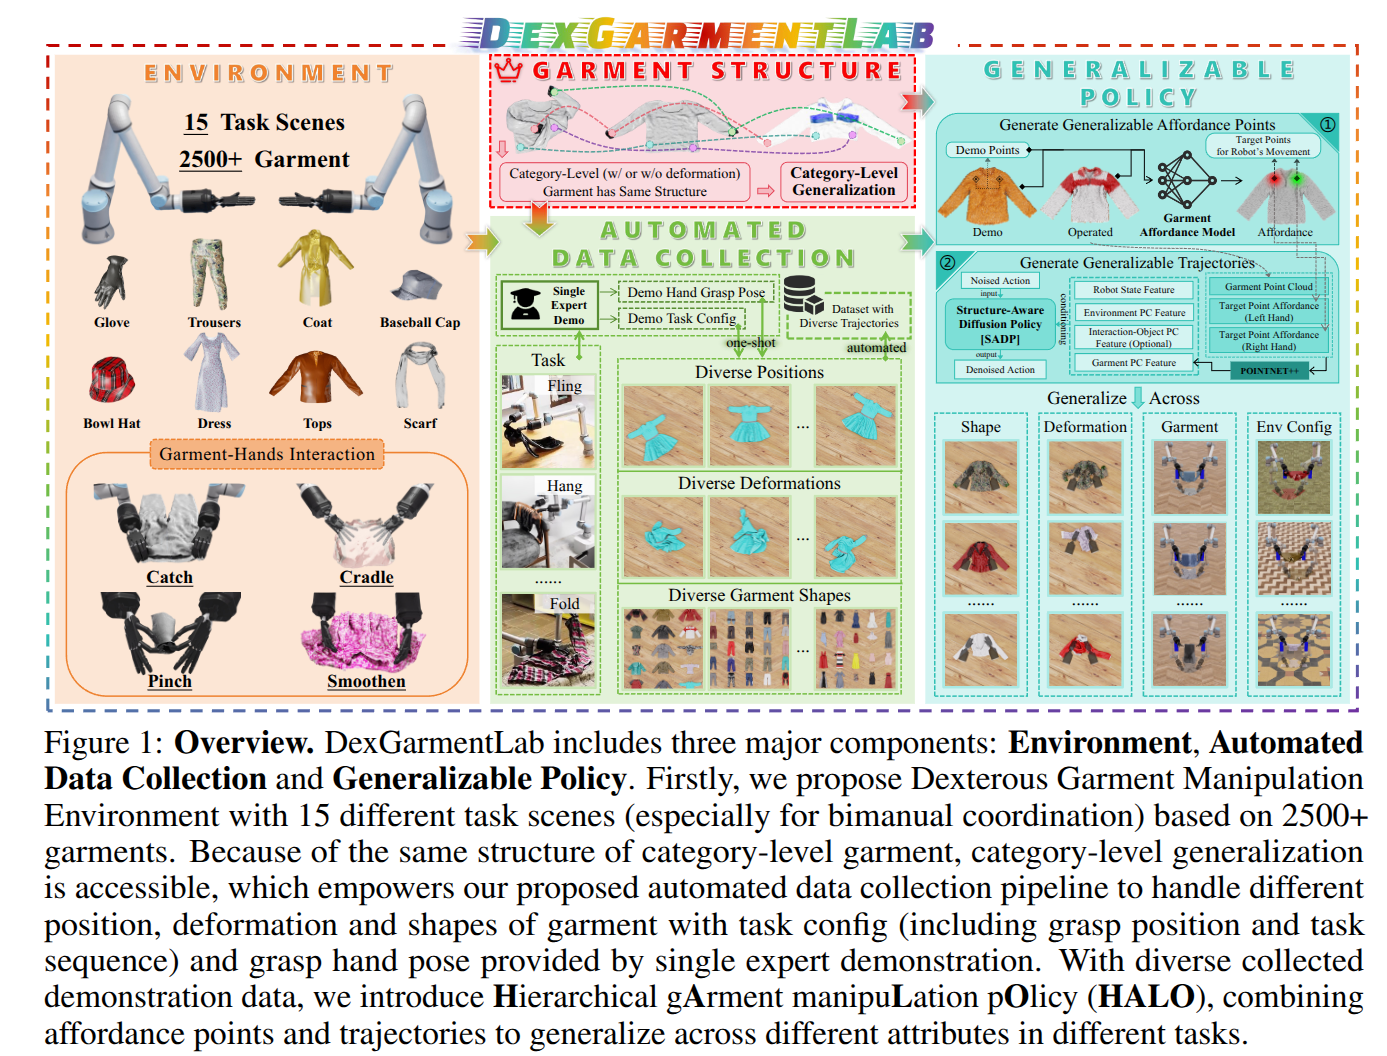 DEXGARMENTLAB
ENVIRONMENT
15 Task Scenes
2500+ Garment
Glove
Trousers
Coat
Baseball Cap
Bowl Hat
Dress
Tops
Scarf
Garment-Hands Interaction
Catch
Cradle
Pinch
Smoothen
GARMENT STRUCTURE
Category-Level (w/ or w/o deformation)
Garment has Same Structure
Category-Level
Generalization
AUTOMATED
DATA COLLECTION
Single
Expert
Demo
Demo Hand Grasp Pose
Demo Task Config
Dataset with
Diverse Trajectories
one-shot
automated
Task
Fling
Hang
......
Fold
Diverse Positions
...
Diverse Deformations
...
Diverse Garment Shapes
...
GENERALIZABLE
POLICY
Generate Generalizable Affordance Points
①
Demo Points
Target Points
for Robot's Movement
Garment
Affordance Model
Demo
Operated
Affordance
②
Generate Generalizable Trajectories
Noised Action
input
Structure-Aware
Diffusion Policy
[SADP]
output
Denoised Action
conditioning
Robot State Feature
Environment PC Feature
Interaction-Object PC
Feature (Optional)
Garment PC Feature
Garment Point Cloud
Target Point Affordance
(Left Hand)
Target Point Affordance
(Right Hand)
POINTNET++
Generalize Across
Shape
Deformation
Garment
Env Config
......
......
......
......
Figure 1: Overview. DexGarmentLab includes three major components: Environment, Automated
Data Collection and Generalizable Policy. Firstly, we propose Dexterous Garment Manipulation
Environment with 15 different task scenes (especially for bimanual coordination) based on 2500+
garments. Because of the same structure of category-level garment, category-level generalization
is accessible, which empowers our proposed automated data collection pipeline to handle different
position, deformation and shapes of garment with task config (including grasp position and task
sequence) and grasp hand pose provided by single expert demonstration. With diverse collected
demonstration data, we introduce Hierarchical gArment manipuLation pOlicy (HALO), combining
affordance points and trajectories to generalize across different attributes in different tasks.